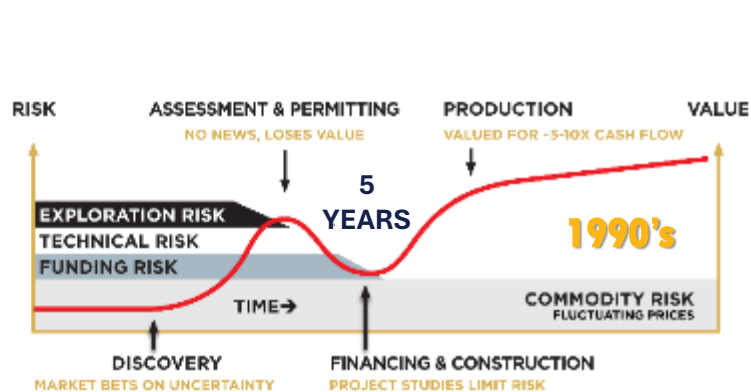 RISK
ASSESSMENT & PERMITTING
PRODUCTION
VALUE
NO NEWS, LOSES VALUE
VALUED FOR ~5-10X CASH FLOW
5
YEARS
EXPLORATION RISK
1990's
TECHNICAL RISK
FUNDING RISK
TIME→
COMMODITY RISK
FLUCTUATING PRICES
DISCOVERY
FINANCING & CONSTRUCTION
MARKET BETS ON UNCERTAINTY
PROJECT STUDIES LIMIT RISK